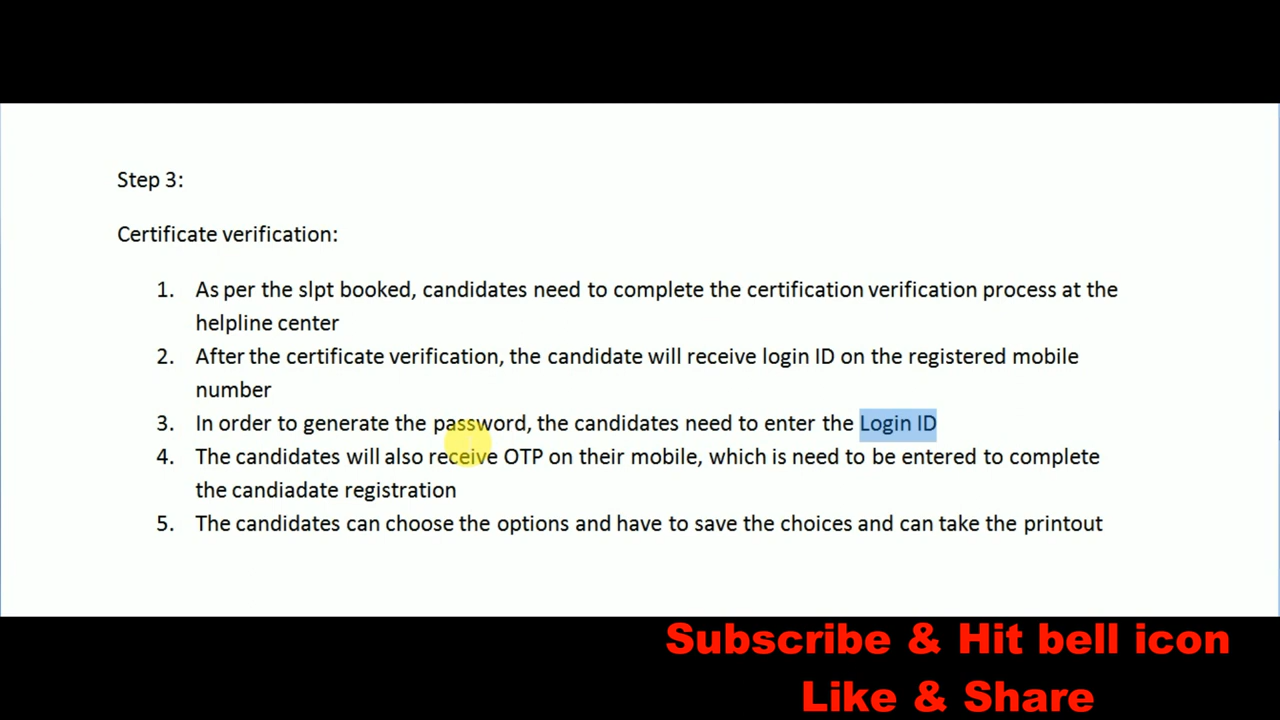 Step 3:
Certificate verification:
1. As per the slpt booked, candidates need to complete the certification verification process at the
helpline center
2. After the certificate verification, the candidate will receive login ID on the registered mobile
number
3. In order to generate the password, the candidates need to enter the Login ID
4. The candidates will also receive OTP on their mobile, which is need to be entered to complete
the candiadate registration
5. The candidates can choose the options and have to save the choices and can take the printout
Subscribe & Hit bell icon
Like & Share